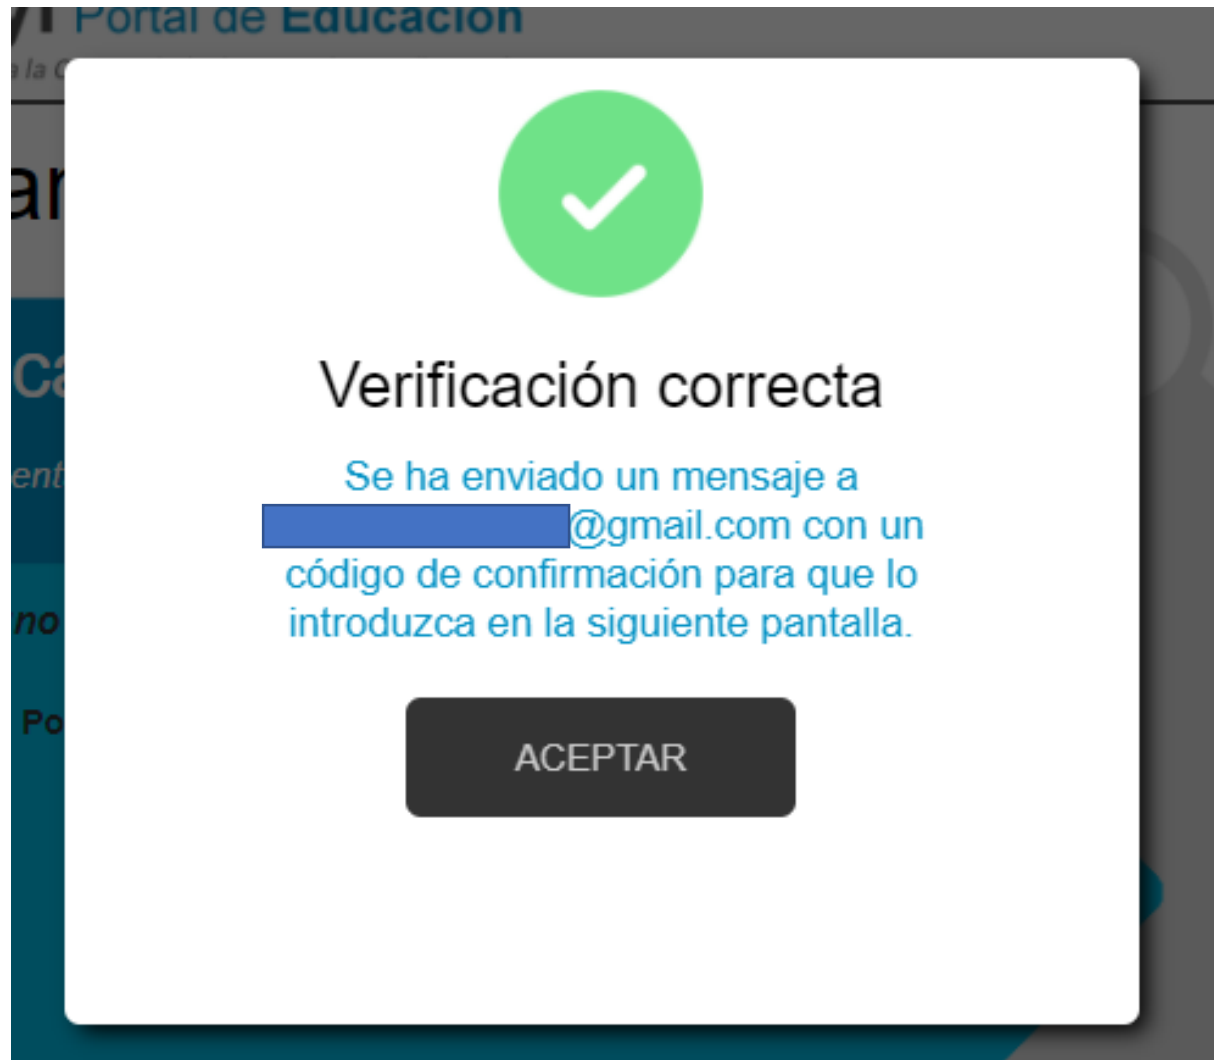 Portal de Educación
e la
Verificación correcta
Se ha enviado un mensaje a
@gmail.com con un
código de confirmación para que lo
introduzca en la siguiente pantalla.
ACEPTAR